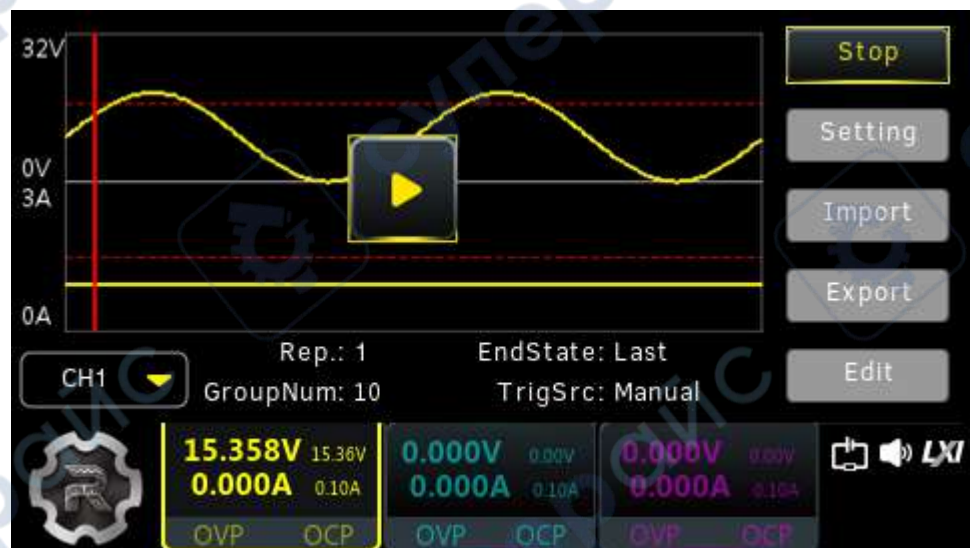 32V
Stop
Setting
0V
3A
Import
Export
0A
Rep.: 1 EndState: Last
CH1 GroupNum: 10 TrigSrc: Manual
Edit
15.358V 15.36V 0.000V 0.00V 0.000V 0.00V
0.000A 0.10A 0.000A 0.10A 0.000A 0.10A
LXI
OVP OCP OVP OCP OVP OCP
R